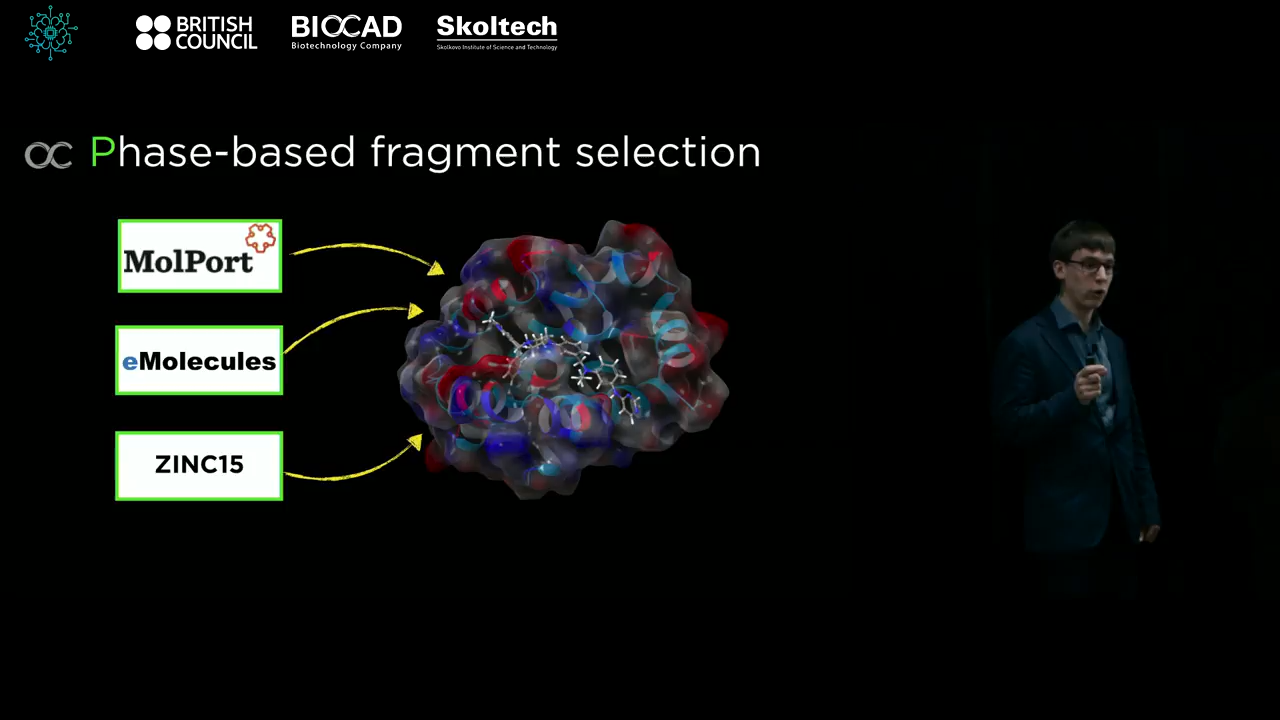 BRITISH
COUNCIL
BIOCAD
Biotechnology Company
Skoltech
Skolkovo Institute of Science and Technology
Phase-based fragment selection
MolPort
eMolecules
ZINC15